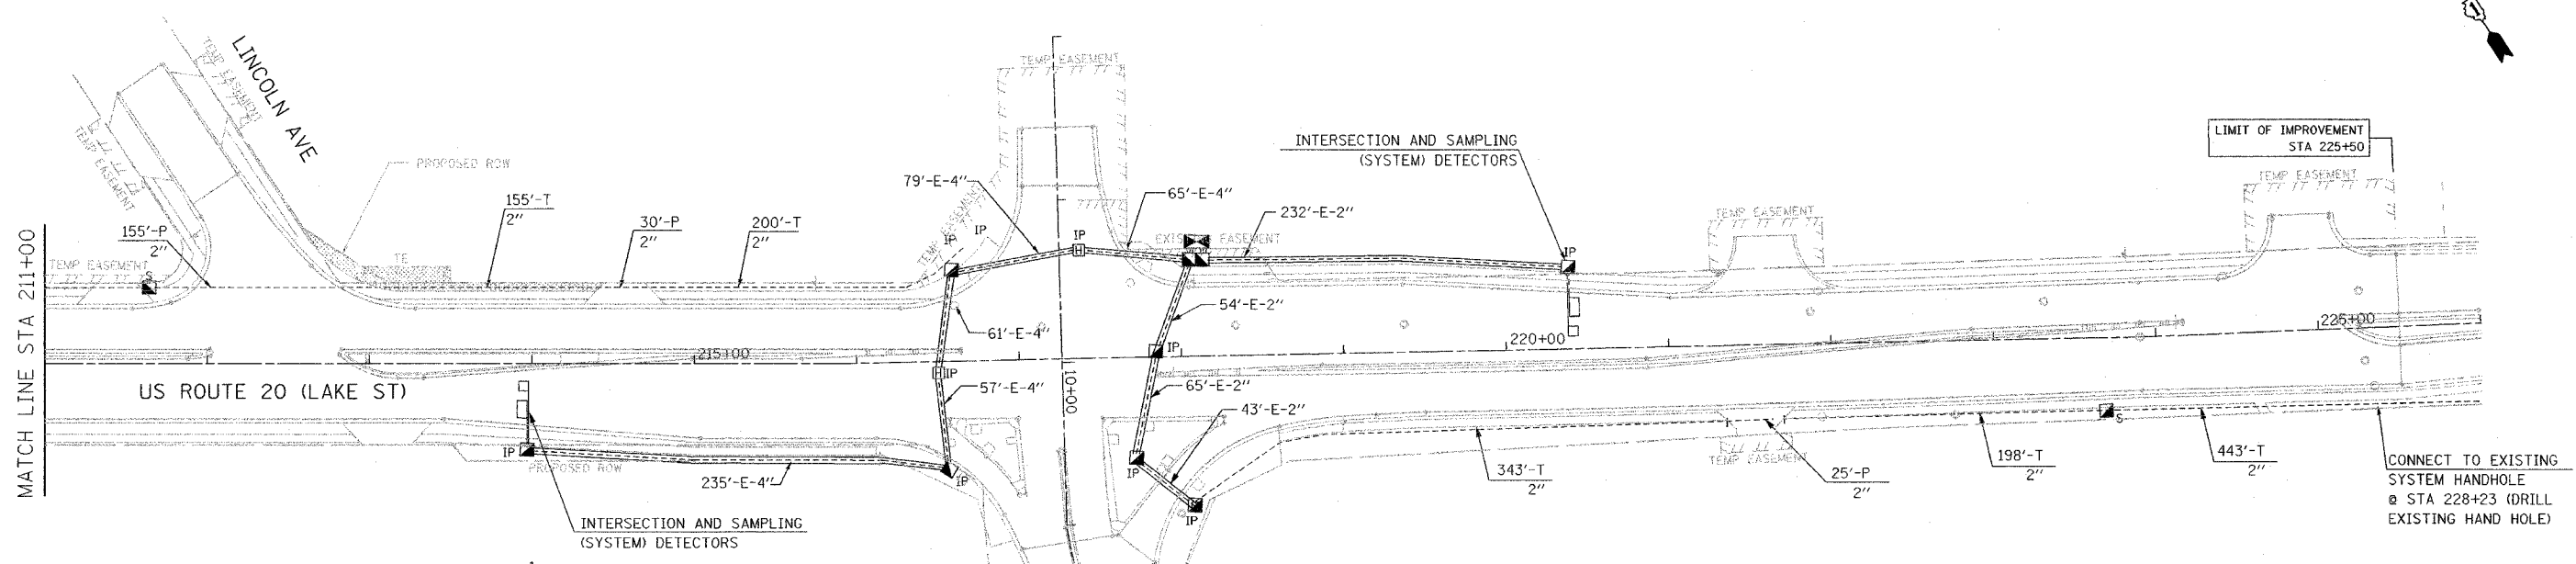 MATCH LINE STA 211+00
LINCOLN AVE
TEMP EASEMENT
TEMP EASEMENT
TEMP EASEMENT
PROPOSED ROW
TE
155'-P
2"
S
155'-T
2"
30'-P
2"
200'-T
2"
TEMP EASEMENT
TEMP EASEMENT
79'-E-4"
IP
IP
IP
65'-E-4"
EXIST EASEMENT
232'-E-2"
INTERSECTION AND SAMPLING
(SYSTEM) DETECTORS
IP
TEMP EASEMENT
LIMIT OF IMPROVEMENT
STA 225+50
TEMP EASEMENT
61'-E-4"
54'-E-2"
IP
IP
57'-E-4"
65'-E-2"
43'-E-2"
215+00
10+00
220+00
225+00
US ROUTE 20 (LAKE ST)
IP
PROPOSED ROW
235'-E-4"
IP
IP
IP
INTERSECTION AND SAMPLING
(SYSTEM) DETECTORS
343'-T
2"
TEMP EASEMENT
25'-P
2"
198'-T
2"
S
443'-T
2"
CONNECT TO EXISTING
SYSTEM HANDHOLE
@ STA 228+23 (DRILL
EXISTING HAND HOLE)